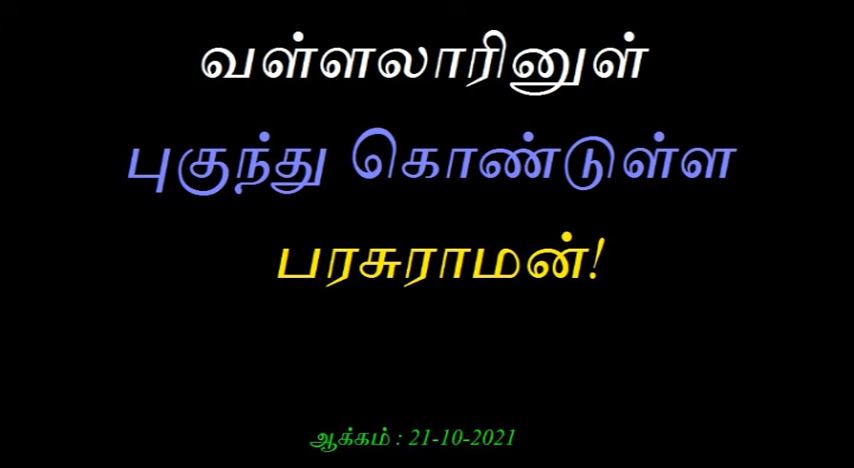 வள்ளலாரினுள்
புகுந்து கொண்டுள்ள
பரசுராமன்!
ஆக்கம் : 21-10-2021